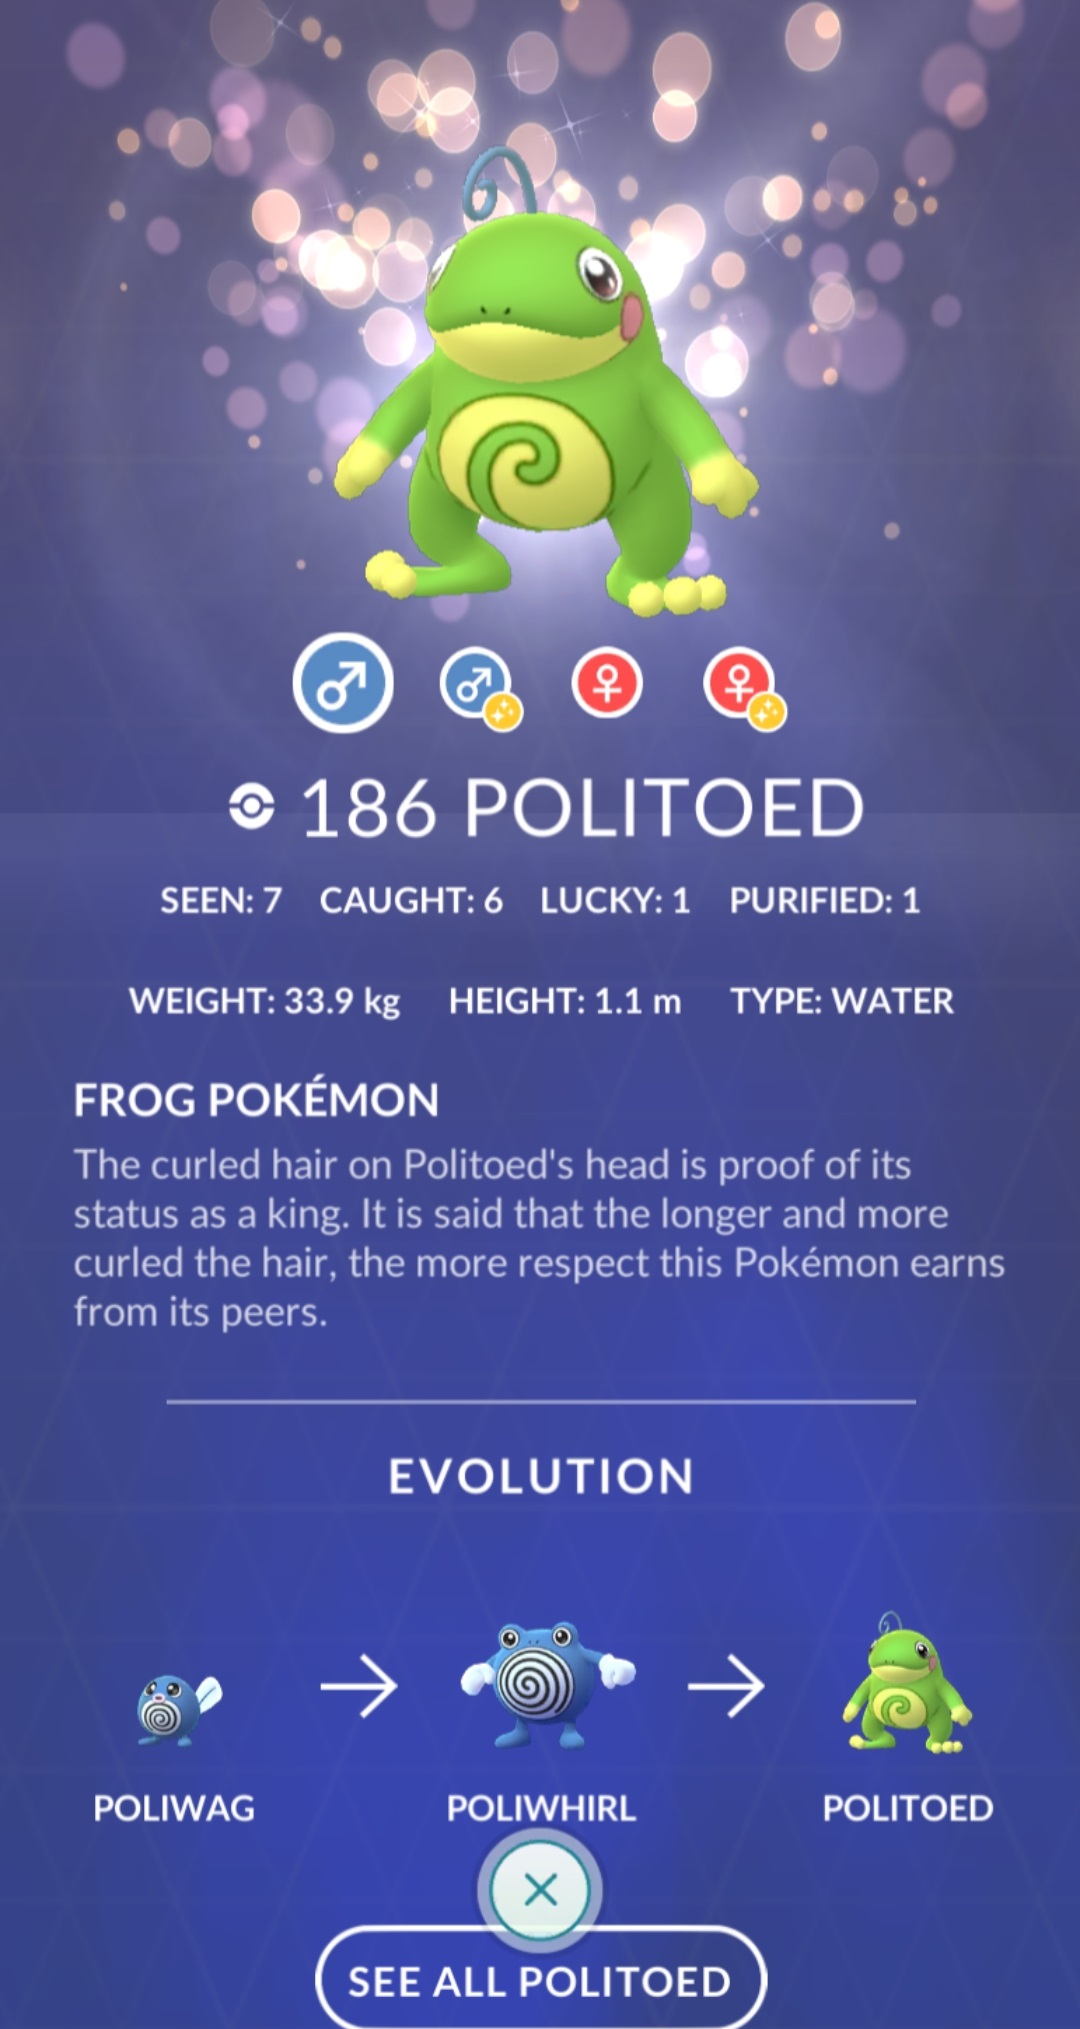 186 POLITOED
SEEN: 7 CAUGHT: 6 LUCKY: 1 PURIFIED: 1
WEIGHT: 33.9 kg HEIGHT: 1.1 m TYPE: WATER
FROG POKÉMON
The curled hair on Politoed's head is proof of its
status as a king. It is said that the longer and more
curled the hair, the more respect this Pokémon earns
from its peers.
EVOLUTION
POLIWAG POLIWHIRL POLITOED
SEE ALL POLITOED